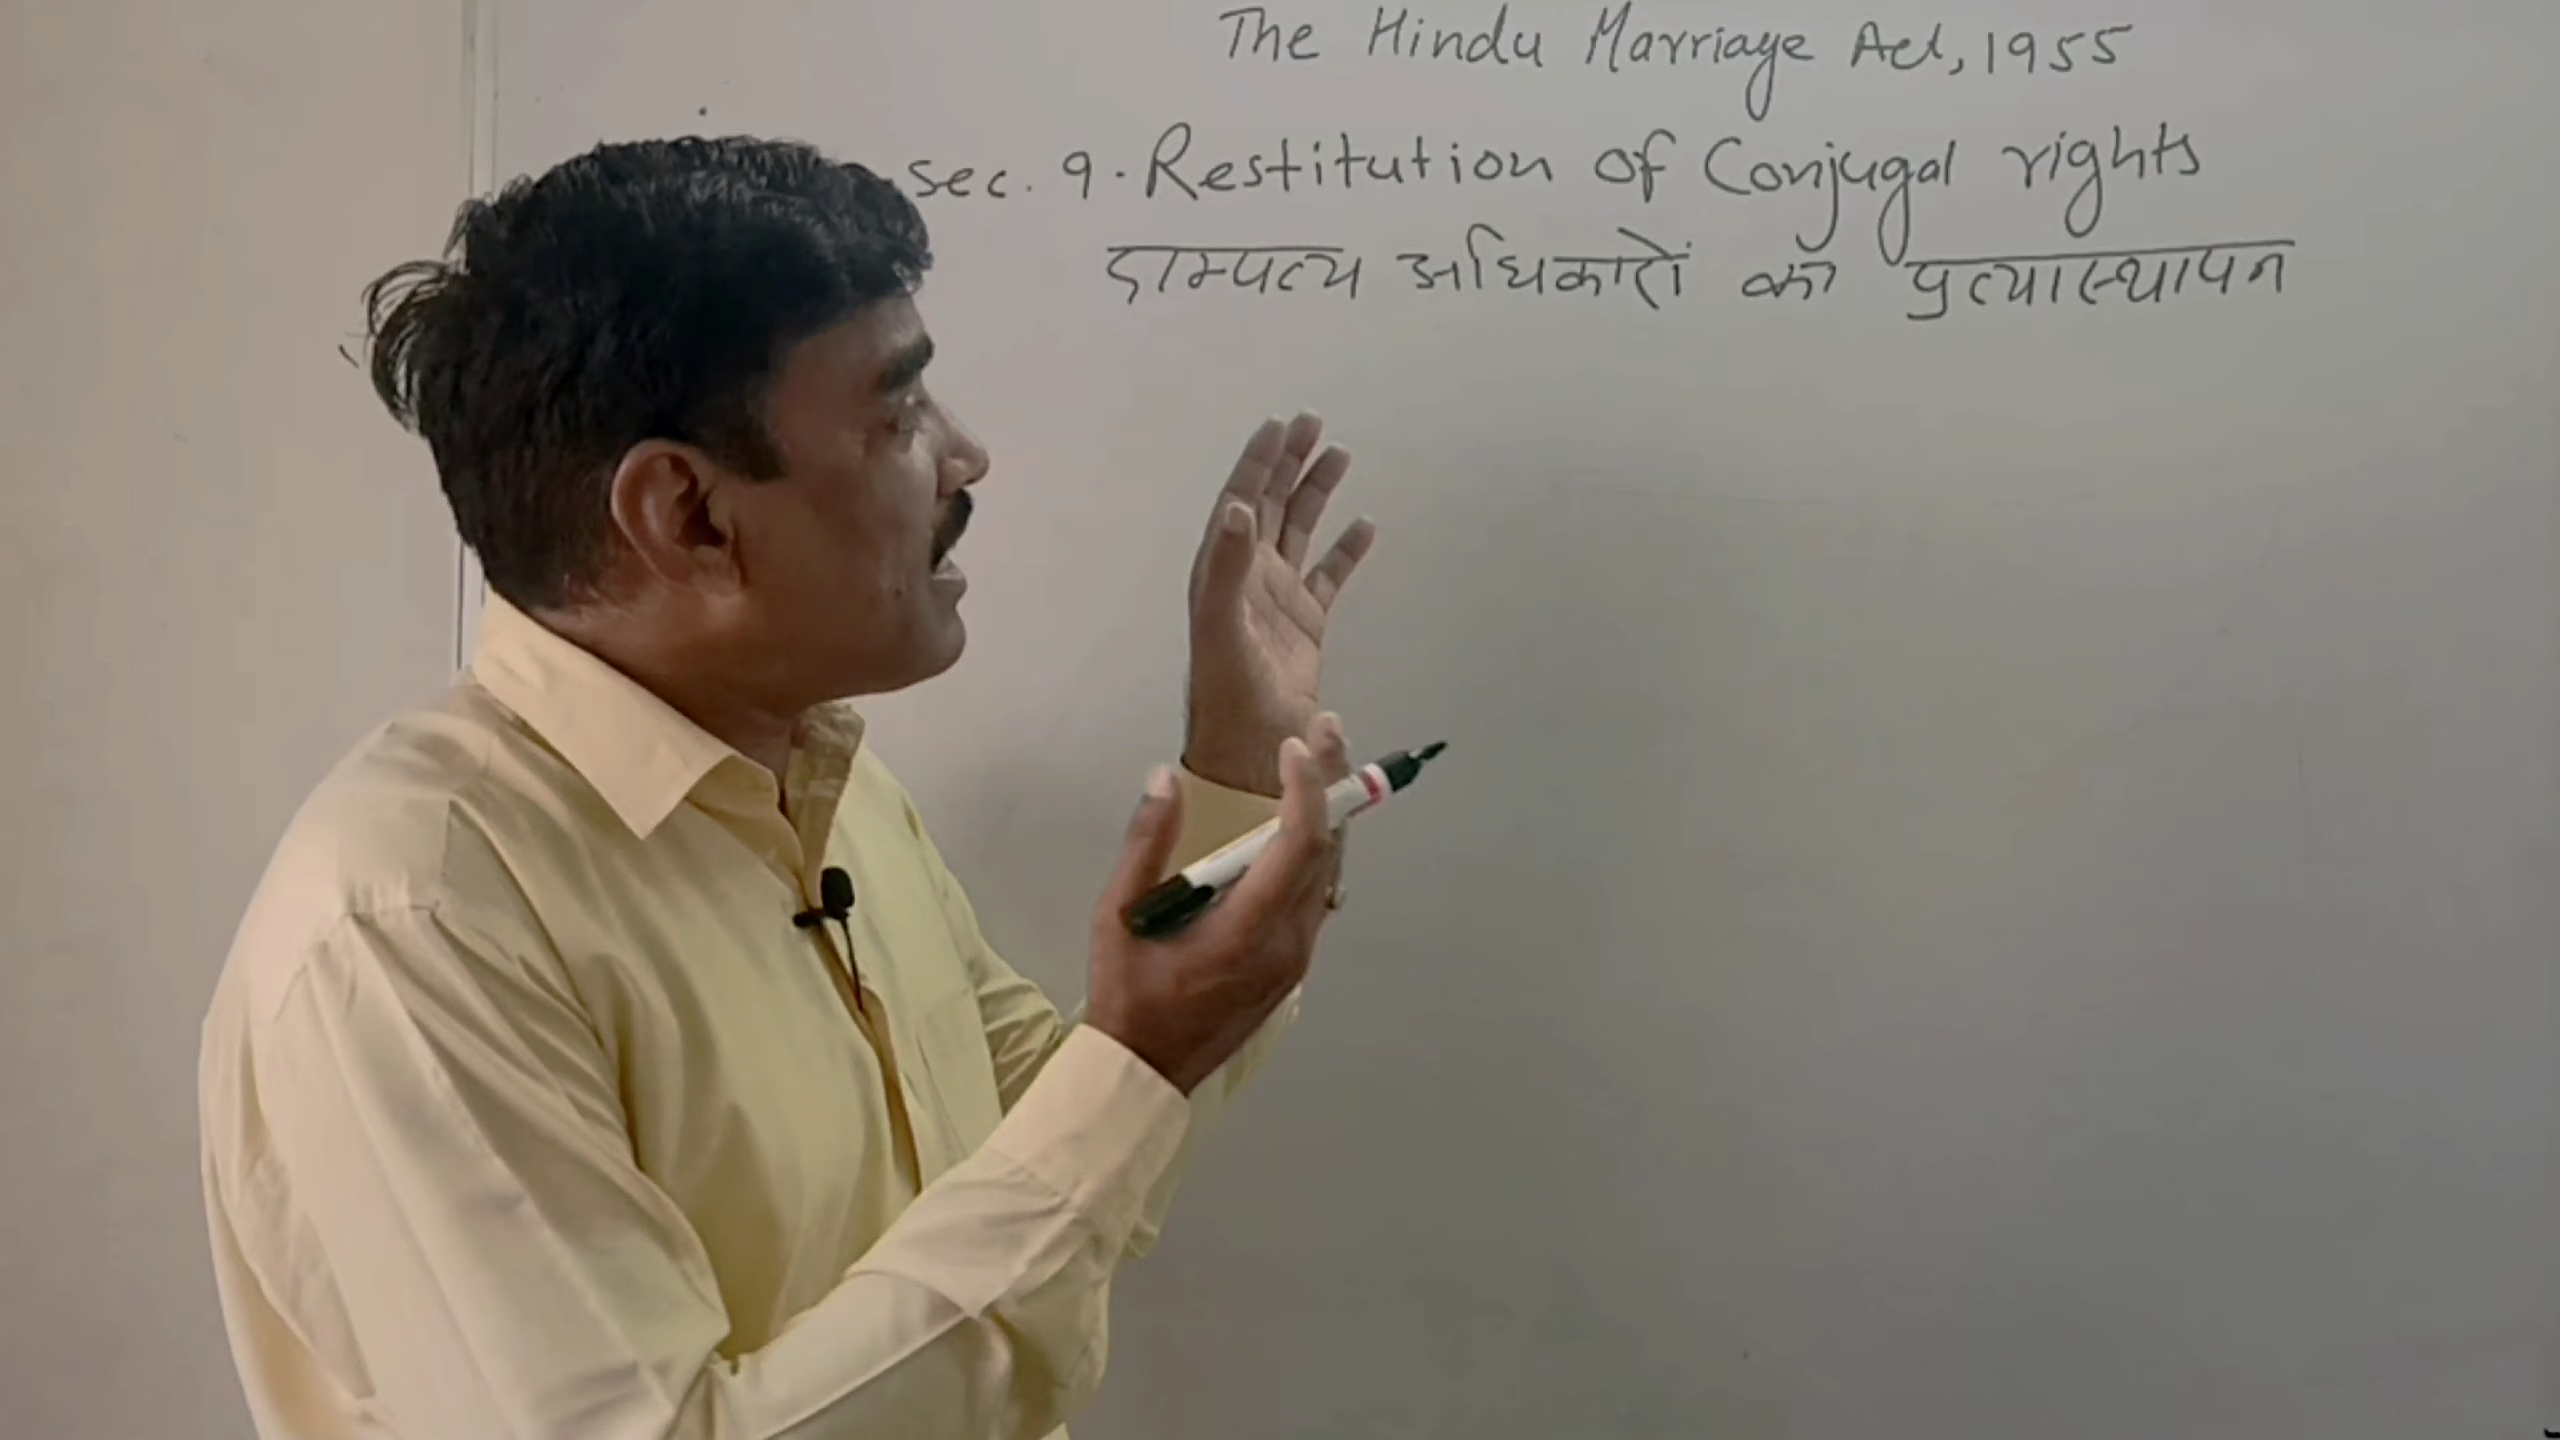 The Hindu Marriage Act, 1955
Sec. 9. Restitution of Conjugal rights
दाम्पत्य अधिकारों का प्रत्यास्थापन